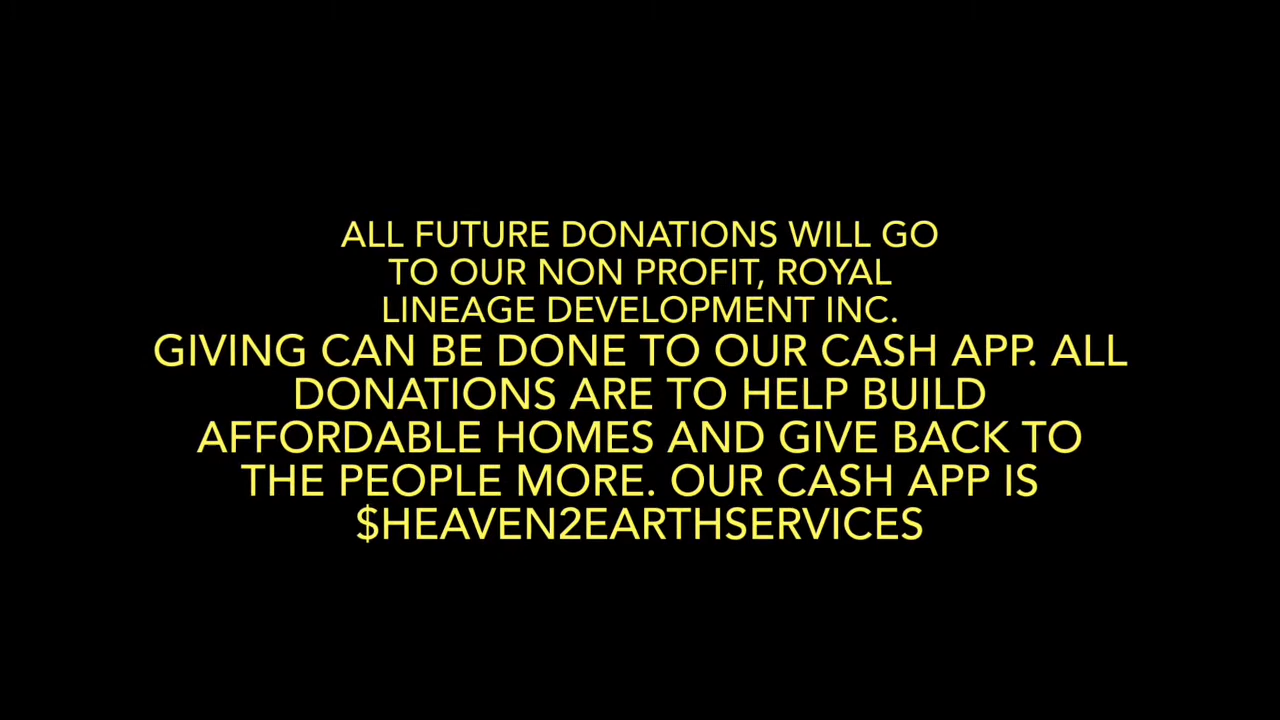 ALL FUTURE DONATIONS WILL GO
TO OUR NON PROFIT, ROYAL
LINEAGE DEVELOPMENT INC.
GIVING CAN BE DONE TO OUR CASH APP. ALL
DONATIONS ARE TO HELP BUILD
AFFORDABLE HOMES AND GIVE BACK TO
THE PEOPLE MORE. OUR CASH APP IS
$HEAVEN2EARTHSERVICES